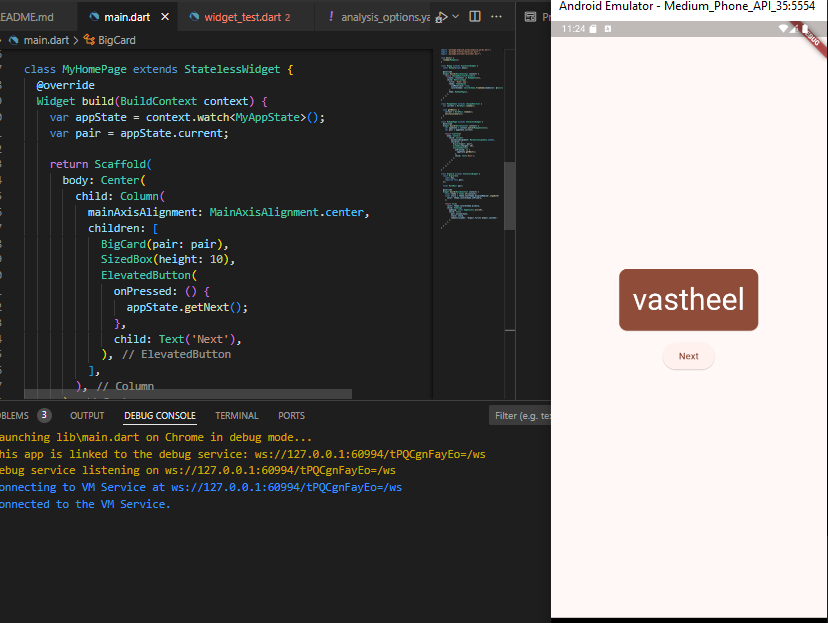 EADME.md
main.dart
widget_test.dart 2
! analysis_options.ya
Pr
main.dart > BigCard
class MyHomePage extends StatelessWidget {
@override
Widget build(BuildContext context) {
var appState = context.watch<MyAppState>();
var pair = appState.current;
return Scaffold(
body: Center(
child: Column(
mainAxisAlignment: MainAxisAlignment.center,
children: [
BigCard(pair: pair),
SizedBox(height: 10),
ElevatedButton(
onPressed: () {
appState.getNext();
},
child: Text('Next'),
), // ElevatedButton
],
), // Column
OBLEMS 3 OUTPUT DEBUG CONSOLE TERMINAL PORTS Filter (e.g. te
aunching lib\main.dart on Chrome in debug mode...
his app is linked to the debug service: ws://127.0.0.1:60994/tPQCgnFayEo=/ws
ebug service listening on ws://127.0.0.1:60994/tPQCgnFayEo=/ws
onnecting to VM Service at ws://127.0.0.1:60994/tPQCgnFayEo=/ws
onnected to the VM Service.
Android Emulator - Medium_Phone_API_35:5554
11:24
DEBUG
vastheel
Next